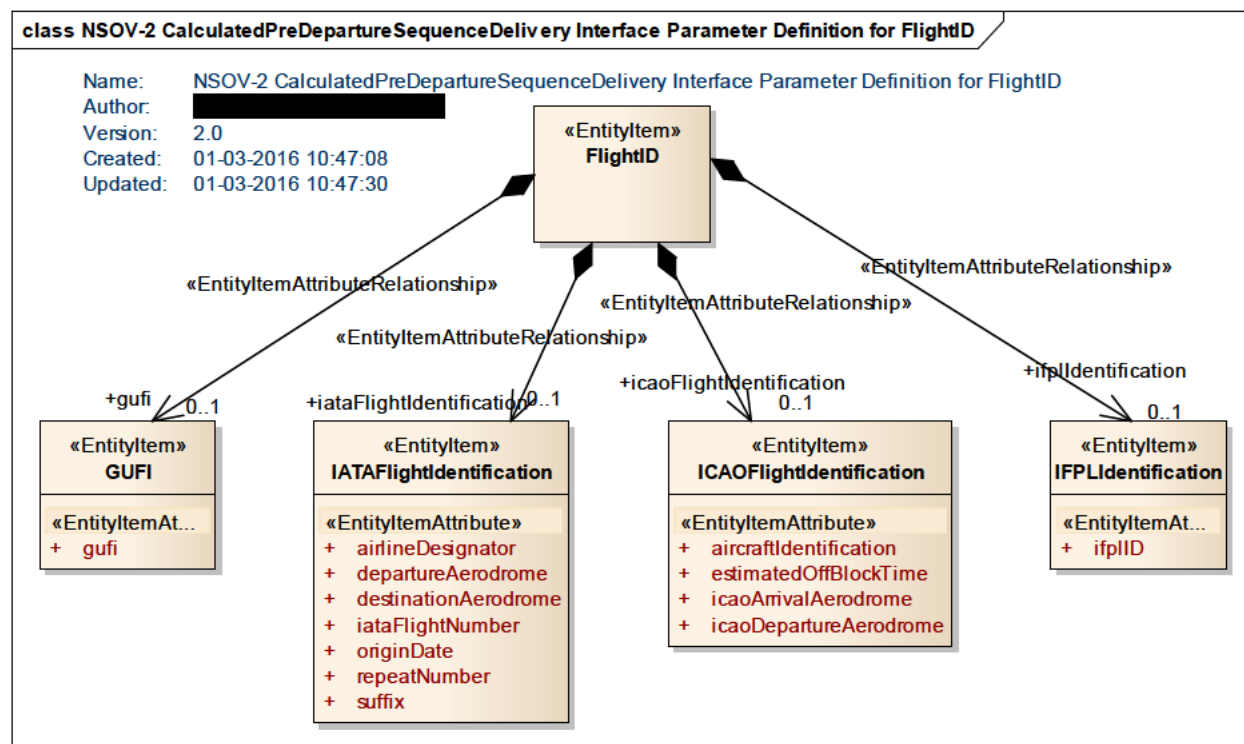 class NSOV-2 CalculatedPreDepartureSequenceDelivery Interface Parameter Definition for FlightID
Name: NSOV-2 CalculatedPreDepartureSequenceDelivery Interface Parameter Definition for FlightID
Author:
Version: 2.0
Created: 01-03-2016 10:47:08
Updated: 01-03-2016 10:47:30
«EntityItem»
FlightID
«EntityItemAttributeRelationship»
«EntityItemAttributeRelationship»
«EntityItemAttributeRelationship»
«EntityItemAttributeRelationship»
+gufi
0..1
+iataFlightIdentification
0..1
+icaoFlightIdentification
0..1
+ifplIdentification
0..1
«EntityItem»
GUFI
«EntityItemAt...
+ gufi
«EntityItem»
IATAFlightIdentification
«EntityItemAttribute»
+ airlineDesignator
+ departureAerodrome
+ destinationAerodrome
+ iataFlightNumber
+ originDate
+ repeatNumber
+ suffix
«EntityItem»
ICAOFlightIdentification
«EntityItemAttribute»
+ aircraftIdentification
+ estimatedOffBlockTime
+ icaoArrivalAerodrome
+ icaoDepartureAerodrome
«EntityItem»
IFPLIdentification
«EntityItemAt...
+ ifplID